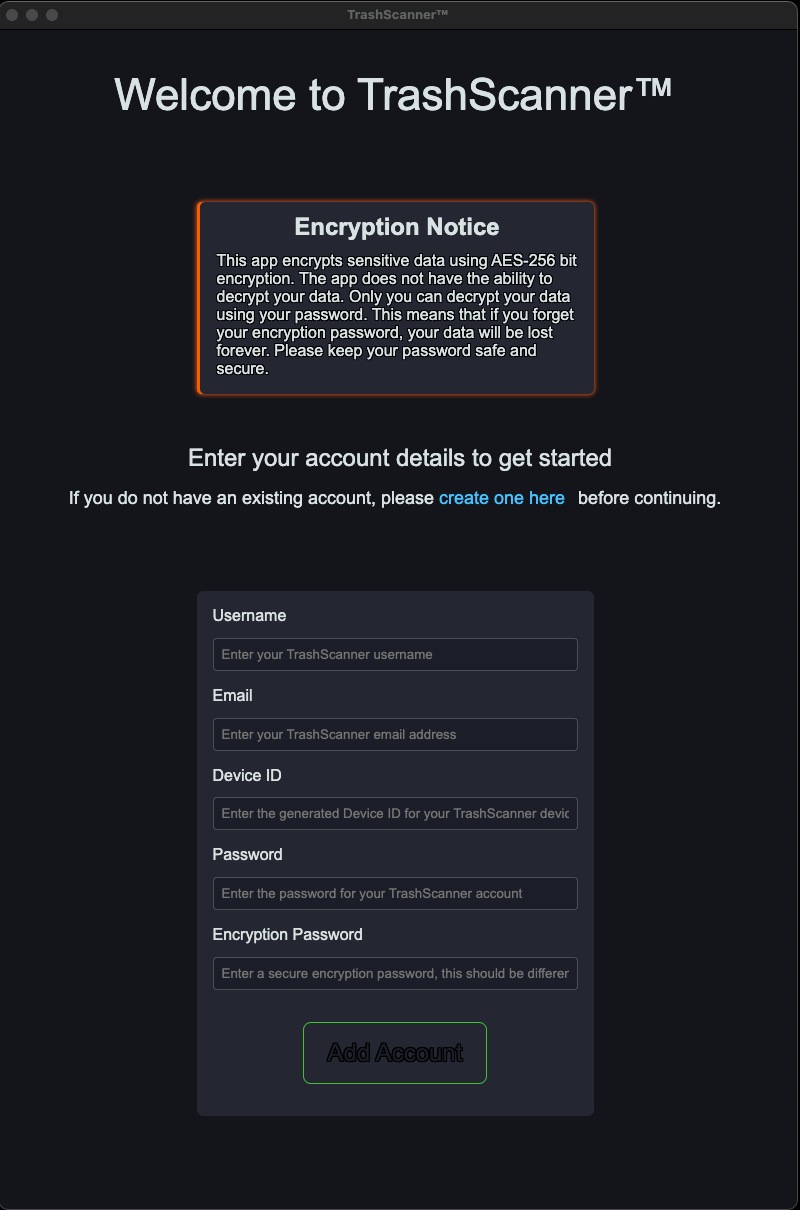 TrashScanner™
Welcome to TrashScanner™
Encryption Notice
This app encrypts sensitive data using AES-256 bit
encryption. The app does not have the ability to
decrypt your data. Only you can decrypt your data
using your password. This means that if you forget
your encryption password, your data will be lost
forever. Please keep your password safe and
secure.
Enter your account details to get started
If you do not have an existing account, please create one here before continuing.
Username
Enter your TrashScanner username
Email
Enter your TrashScanner email address
Device ID
Enter the generated Device ID for your TrashScanner devic
Password
Enter the password for your TrashScanner account
Encryption Password
Enter a secure encryption password, this should be differen
Add Account